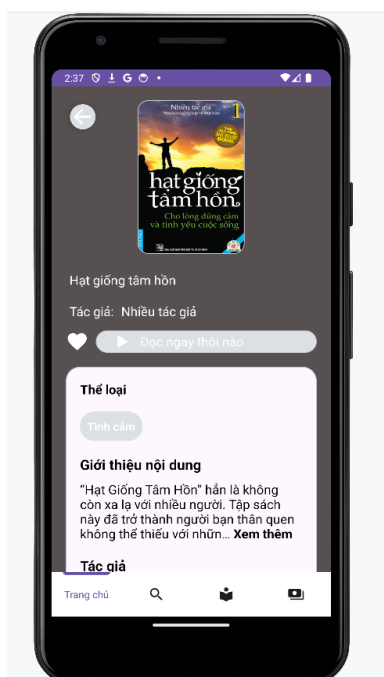 2:37
Nhiều tác giả
1
hạt giống
tâm hồn
Cho lòng dũng cảm
và tình yêu cuộc sống
Hạt giống tâm hồn
Tác giả: Nhiều tác giả
Đọc ngay thôi nào
Thể loại
Tình cảm
Giới thiệu nội dung
“Hạt Giống Tâm Hồn” hẳn là không
còn xa lạ với nhiều người. Tập sách
này đã trở thành người bạn thân quen
không thể thiếu với nhữn... Xem thêm
Tác giả
Trang chủ